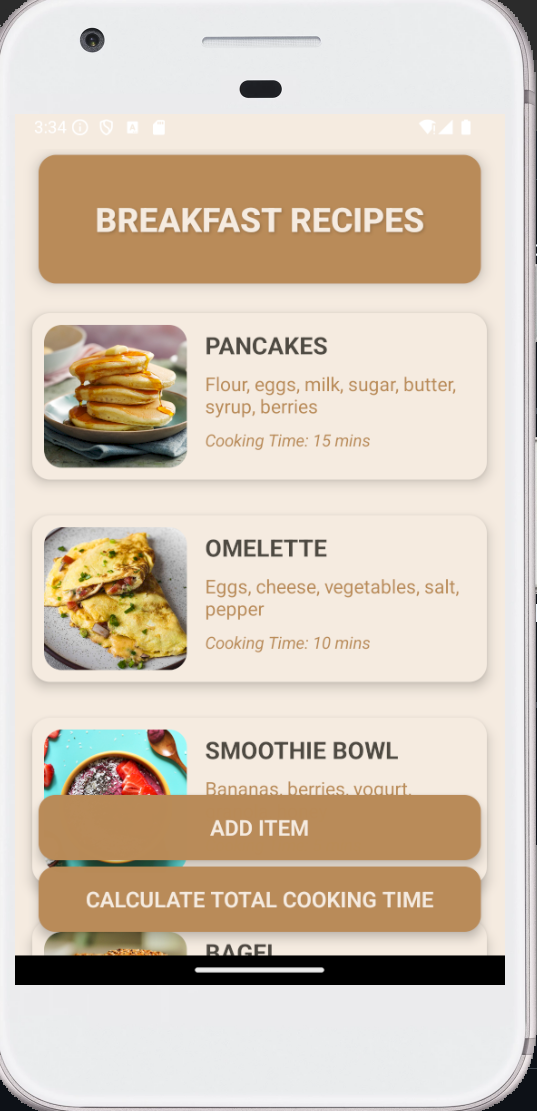 3:34
BREAKFAST RECIPES
PANCAKES
Flour, eggs, milk, sugar, butter,
syrup, berries
Cooking Time: 15 mins
OMELETTE
Eggs, cheese, vegetables, salt,
pepper
Cooking Time: 10 mins
SMOOTHIE BOWL
Bananas, berries, yogurt,
ADD ITEM
CALCULATE TOTAL COOKING TIME
BAGEL